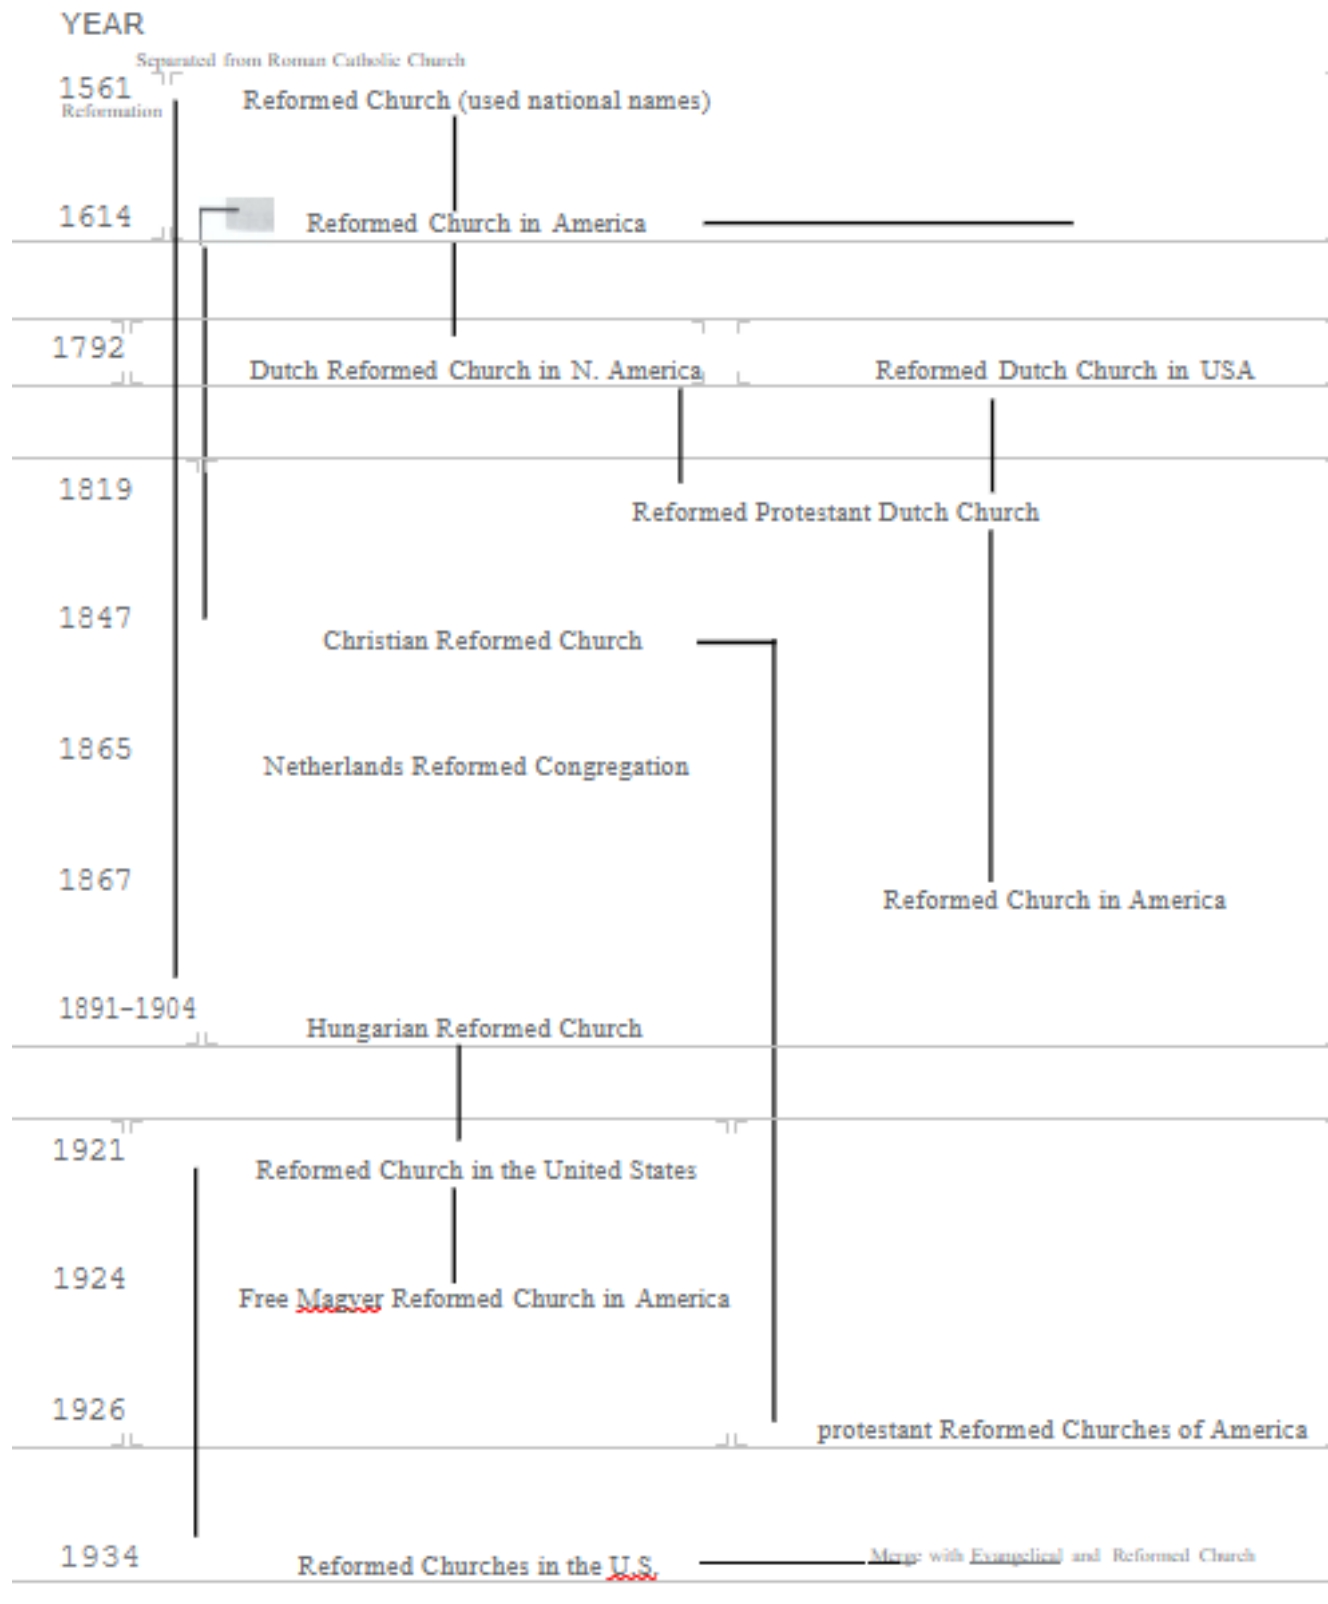 YEAR
Separated from Roman Catholic Church
1561
Reformed Church (used national names)
Reformation
1614
Reformed Church in America
1792
Dutch Reformed Church in N. America
Reformed Dutch Church in USA
1819
Reformed Protestant Dutch Church
1847
Christian Reformed Church
1865
Netherlands Reformed Congregation
1867
Reformed Church in America
1891-1904
Hungarian Reformed Church
1921
Reformed Church in the United States
1924
Free Magyer Reformed Church in America
1926
protestant Reformed Churches of America
1934
Reformed Churches in the U.S.
Merge with Evangelical and Reformed Church